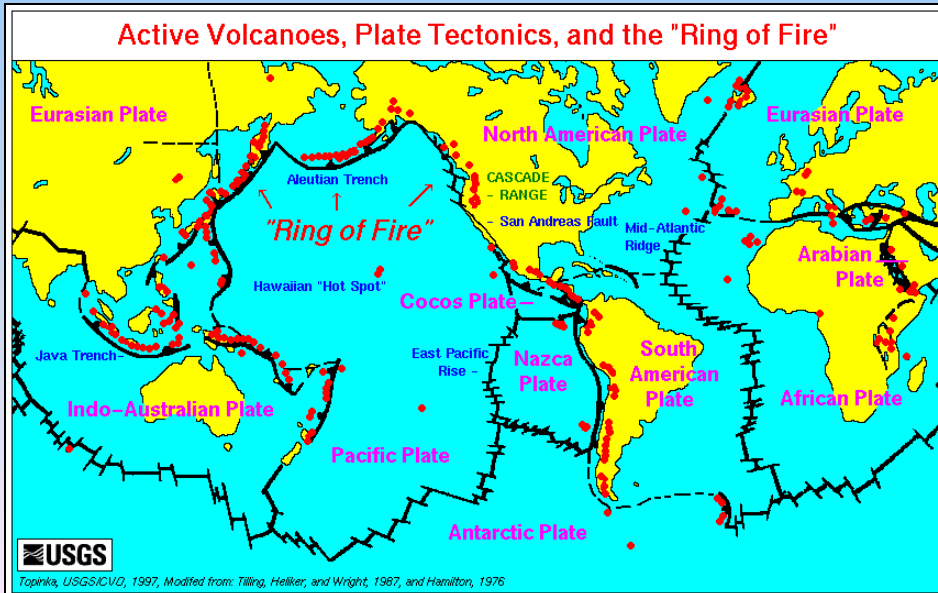 Active Volcanoes, Plate Tectonics, and the "Ring of Fire"
Eurasian Plate
North American Plate
Eurasian Plate
Aleutian Trench
CASCADE
RANGE
"Ring of Fire"
San Andreas Fault
Mid-Atlantic
Ridge
Arabian
Plate
Hawaiian "Hot Spot"
Cocos Plate
Java Trench
East Pacific
Rise
Nazca
Plate
South
American
Plate
Indo-Australian Plate
African Plate
Pacific Plate
Antarctic Plate
USGS
Topinka, USGS/CVO, 1997, Modifed from: Tilling, Heliker, and Wright, 1987, and Hamilton, 1976